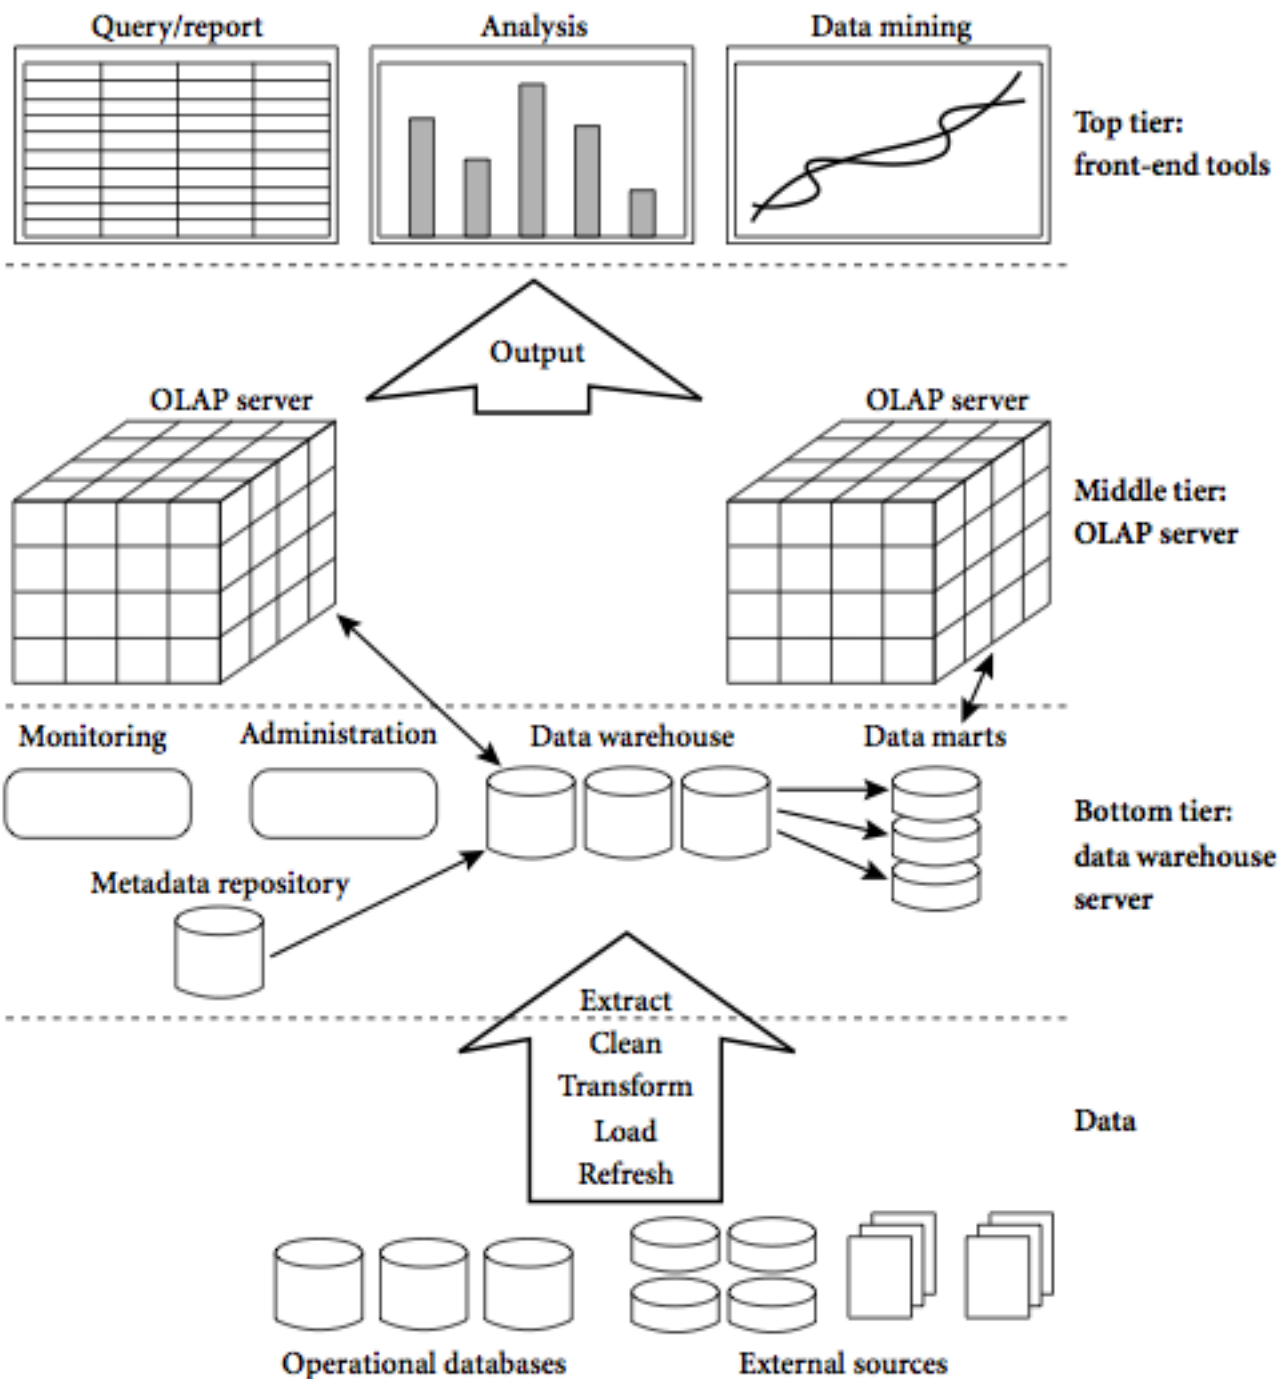 Query/report
Analysis
Data mining
Top tier:
front-end tools
Output
OLAP server
OLAP server
Middle tier:
OLAP server
Monitoring
Administration
Data warehouse
Data marts
Bottom tier:
data warehouse
server
Metadata repository
Extract
Clean
Transform
Load
Refresh
Data
Operational databases
External sources